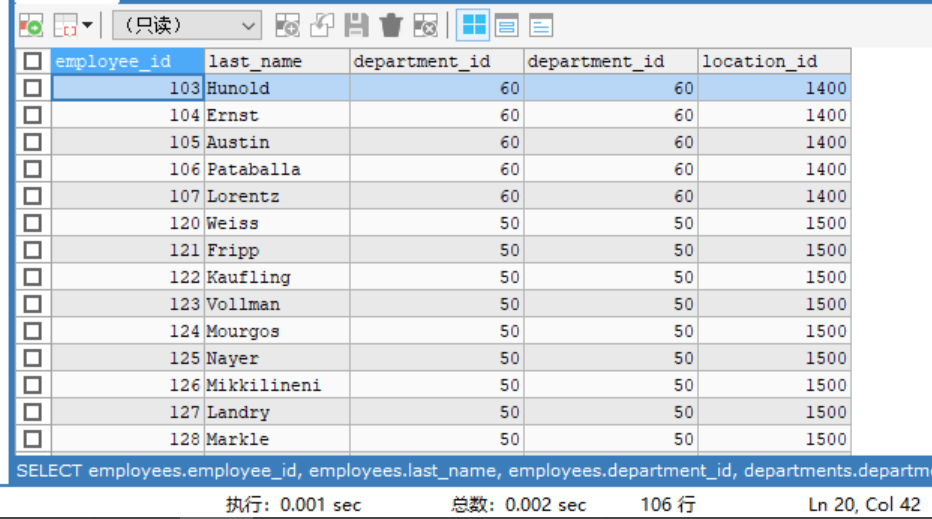 （只读）
employee_id last_name department_id department_id location_id
103 Hunold 60 60 1400
104 Ernst 60 60 1400
105 Austin 60 60 1400
106 Pataballa 60 60 1400
107 Lorentz 60 60 1400
120 Weiss 50 50 1500
121 Fripp 50 50 1500
122 Kaufling 50 50 1500
123 Vollman 50 50 1500
124 Mourgos 50 50 1500
125 Nayer 50 50 1500
126 Mikkilineni 50 50 1500
127 Landry 50 50 1500
128 Markle 50 50 1500
SELECT employees.employee_id, employees.last_name, employees.department_id, departments.departme
执行: 0.001 sec 总数: 0.002 sec 106 行 Ln 20, Col 42